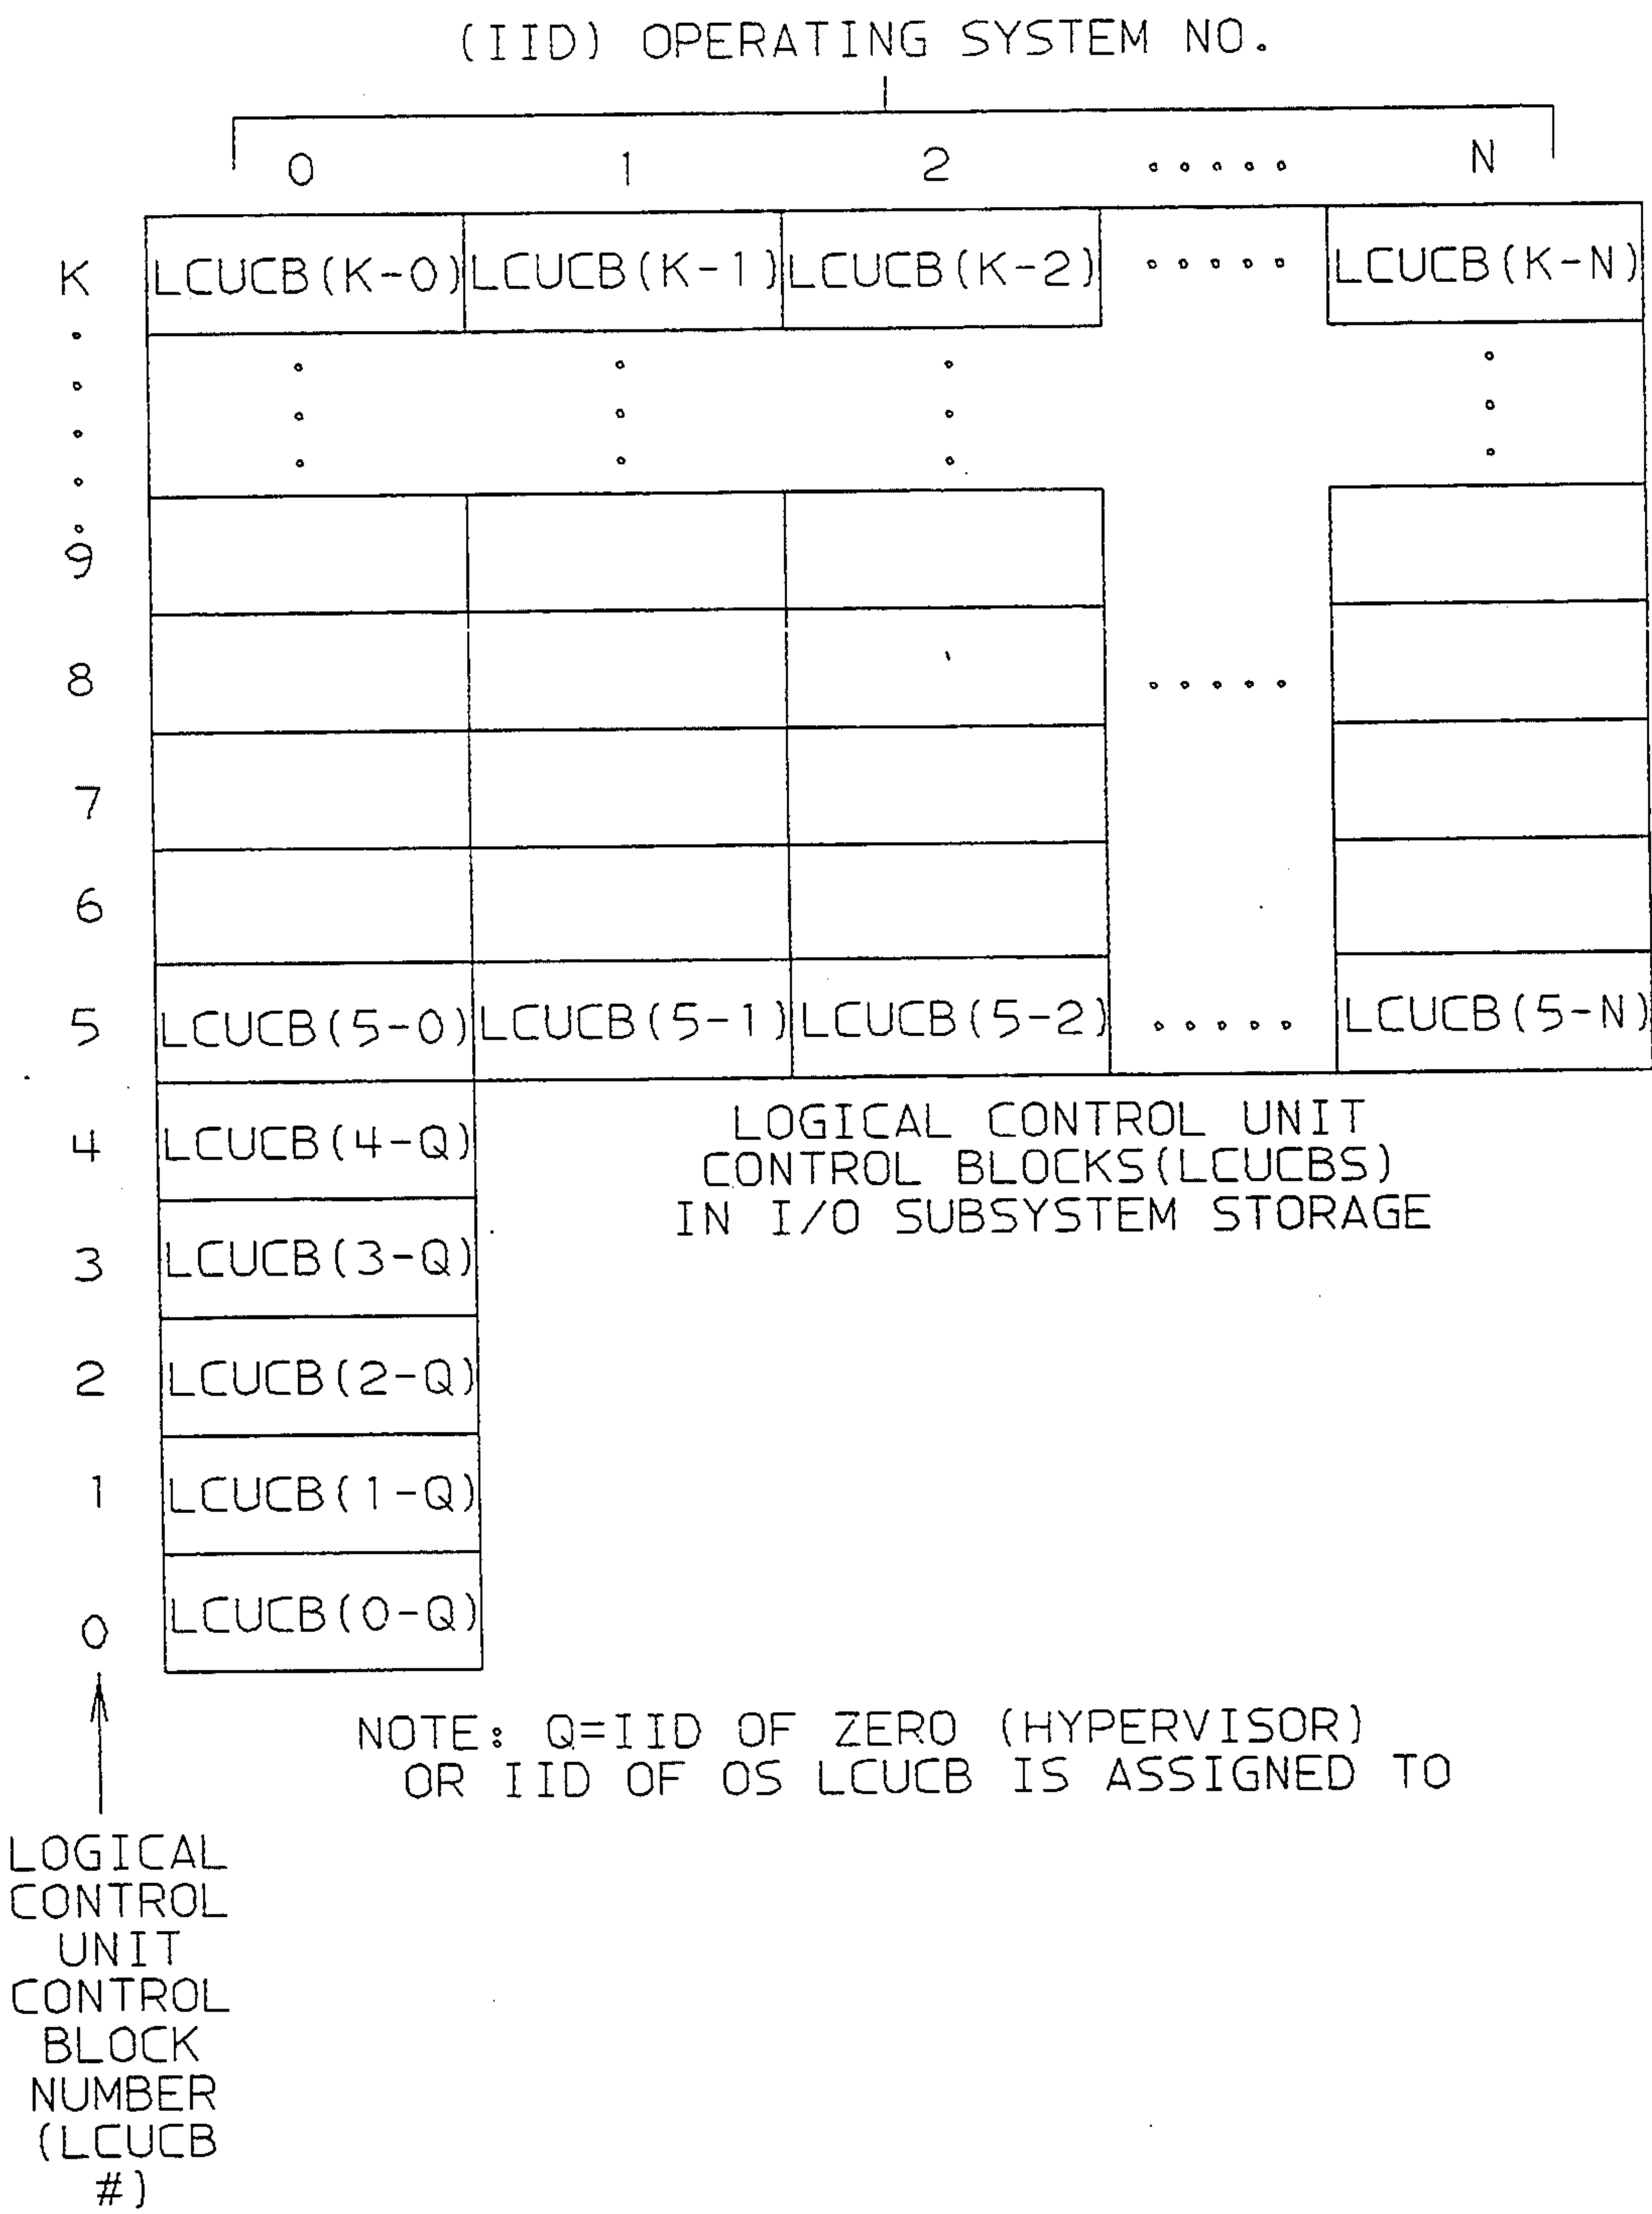 (IID) OPERATING SYSTEM NO.
0 1 2 ..... N
K LCUCB(K-0) LCUCB(K-1) LCUCB(K-2) ..... LCUCB(K-N)
9
8 .....
7
6
5 LCUCB(5-0) LCUCB(5-1) LCUCB(5-2) ..... LCUCB(5-N)
4 LCUCB(4-Q)
LOGICAL CONTROL UNIT
CONTROL BLOCKS(LCUCBS)
IN I/O SUBSYSTEM STORAGE
3 LCUCB(3-Q)
2 LCUCB(2-Q)
1 LCUCB(1-Q)
0 LCUCB(0-Q)
NOTE: Q=IID OF ZERO (HYPERVISOR)
OR IID OF OS LCUCB IS ASSIGNED TO
LOGICAL
CONTROL
UNIT
CONTROL
BLOCK
NUMBER
(LCUCB
#)